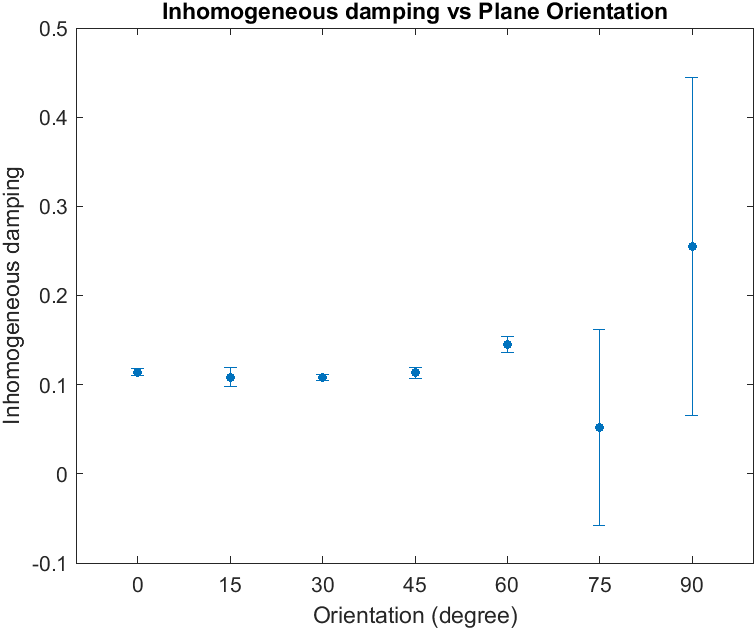 Inhomogeneous damping vs Plane Orientation
0.5
0.4
0.3
0.2
0.1
0
-0.1
Inhomogeneous damping
0 15 30 45 60 75 90
Orientation (degree)